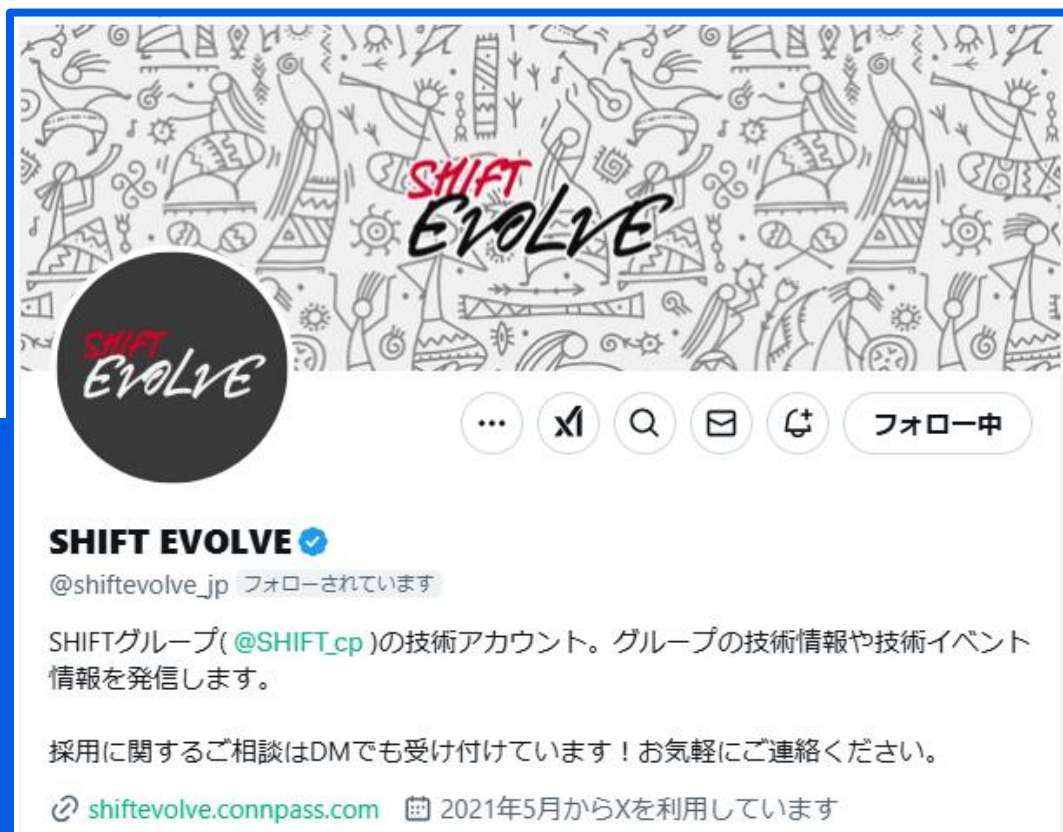 SHIFT
EVOLVE
SHIFT
EVOLVE
フォロー中
SHIFT EVOLVE
@shiftevolve_jp フォローされています
SHIFTグループ( @SHIFT_cp )の技術アカウント。グループの技術情報や技術イベント
情報を発信します。
採用に関するご相談はDMでも受け付けています！お気軽にご連絡ください。
shiftevolve.connpass.com 2021年5月からXを利用しています